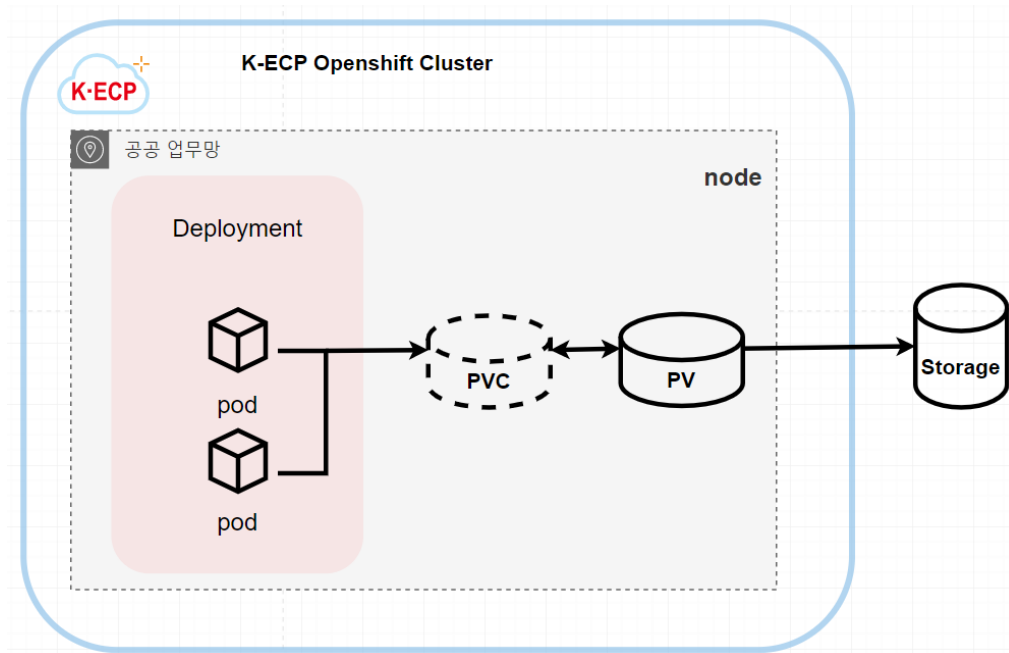 K-ECP Openshift Cluster
K·ECP
공공 업무망
node
Deployment
pod
pod
PVC
PV
Storage